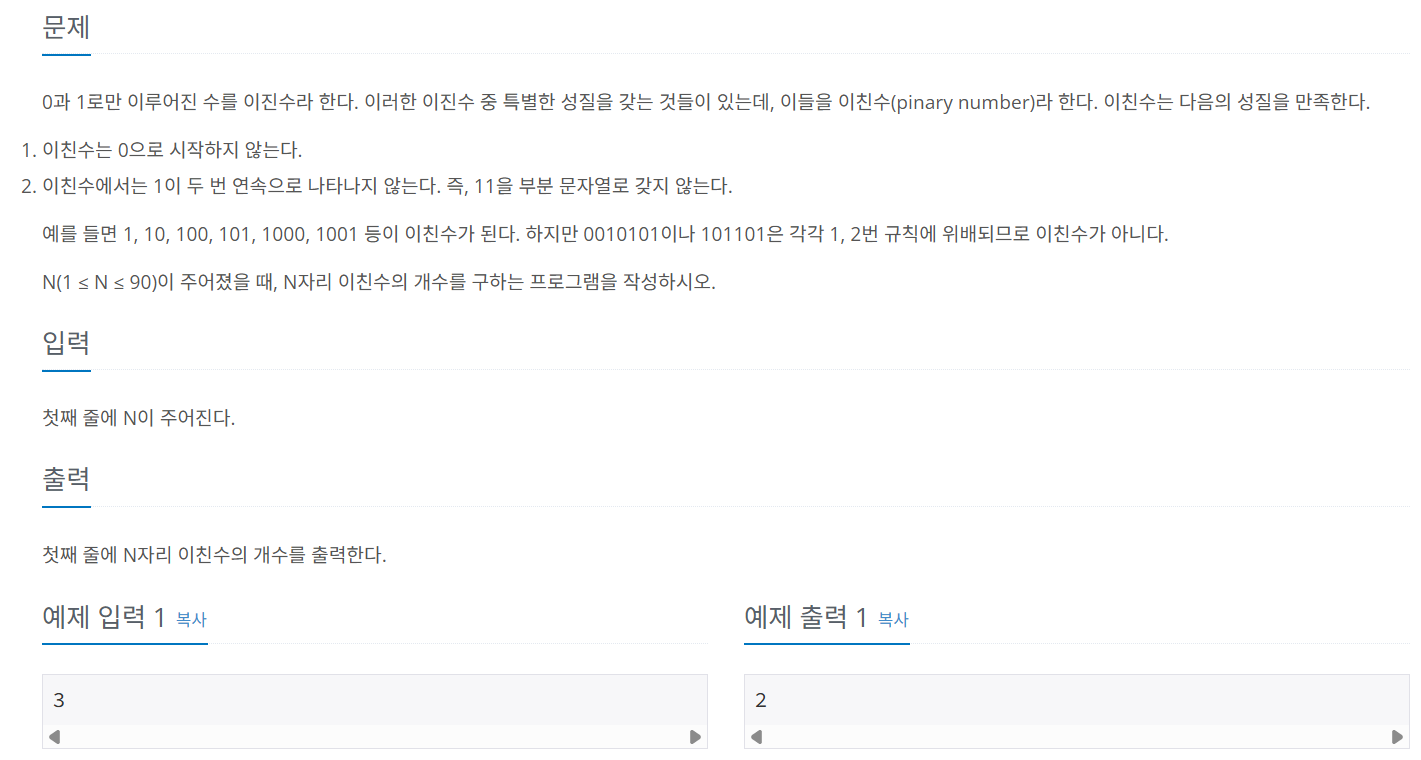 문제
0과 1로만 이루어진 수를 이진수라 한다. 이러한 이진수 중 특별한 성질을 갖는 것들이 있는데, 이들을 이친수(pinary number)라 한다. 이친수는 다음의 성질을 만족한다.
1. 이친수는 0으로 시작하지 않는다.
2. 이친수에서는 1이 두 번 연속으로 나타나지 않는다. 즉, 11을 부분 문자열로 갖지 않는다.
예를 들면 1, 10, 100, 101, 1000, 1001 등이 이친수가 된다. 하지만 0010101이나 101101은 각각 1, 2번 규칙에 위배되므로 이친수가 아니다.
N(1 ≤ N ≤ 90)이 주어졌을 때, N자리 이친수의 개수를 구하는 프로그램을 작성하시오.
입력
첫째 줄에 N이 주어진다.
출력
첫째 줄에 N자리 이친수의 개수를 출력한다.
예제 입력 1 복사
3
예제 출력 1 복사
2